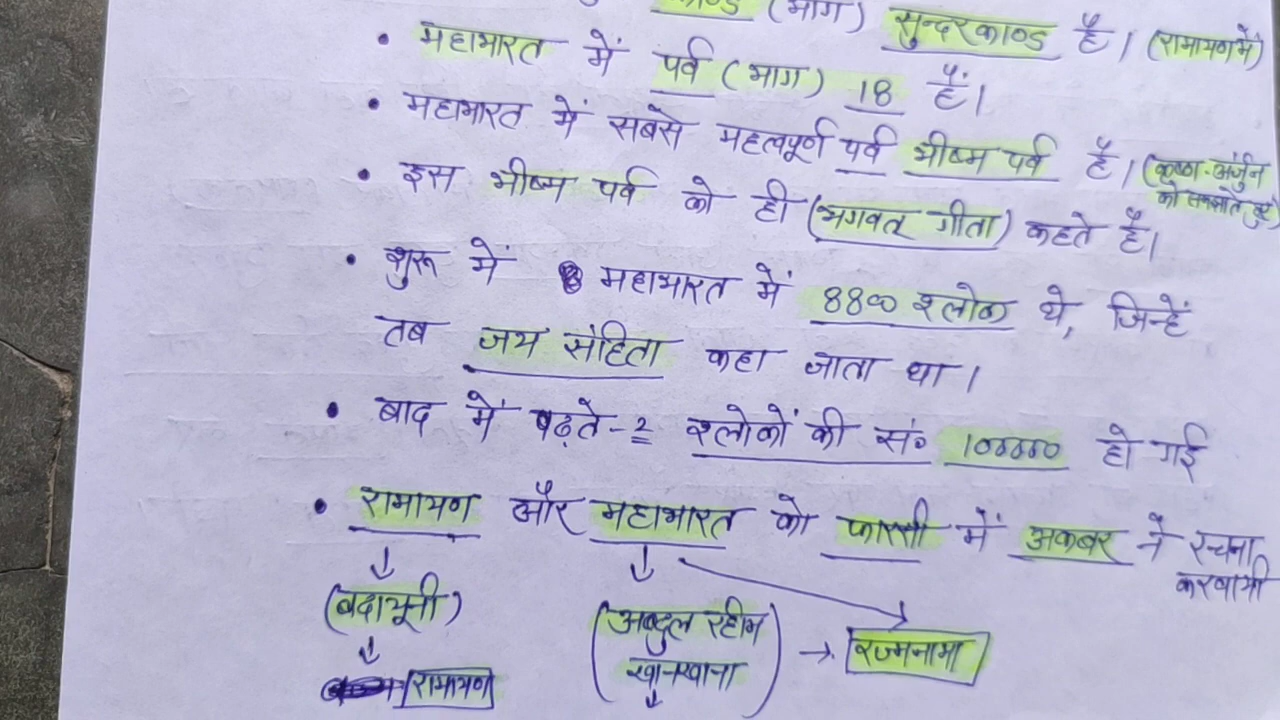 काण्ड (भाग) सुन्दरकाण्ड है। (रामायण में)
• महाभारत में पर्व (भाग) 18 हैं।
• महाभारत में सबसे महत्वपूर्ण पर्व भीष्म पर्व है। (कृष्ण-अर्जुन
को समझाते हुए)
• इस भीष्म पर्व को ही (भगवत् गीता) कहते है।
• शुरू में महाभारत में 8800 श्लोक थे, जिन्हें
तब जय संहिता कहा जाता था।
• बाद में बढ़ते-2 श्लोकों की सं० 100000 हो गई
• रामायण और महाभारत को फारसी में अकबर ने रचना
करवायी
(बदायूनी) (अब्दुल रहीम
खानखाना) → रज्मनामा
रामायण